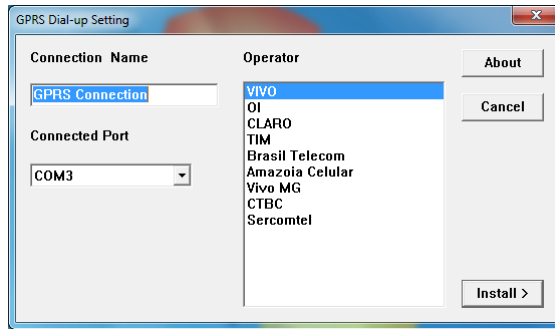 GPRS Dial-up Setting
Connection Name
GPRS Connection
Connected Port
COM3
Operator
VIVO
OI
CLARO
TIM
Brasil Telecom
Amazoia Celular
Vivo MG
CTBC
Sercomtel
About
Cancel
Install >